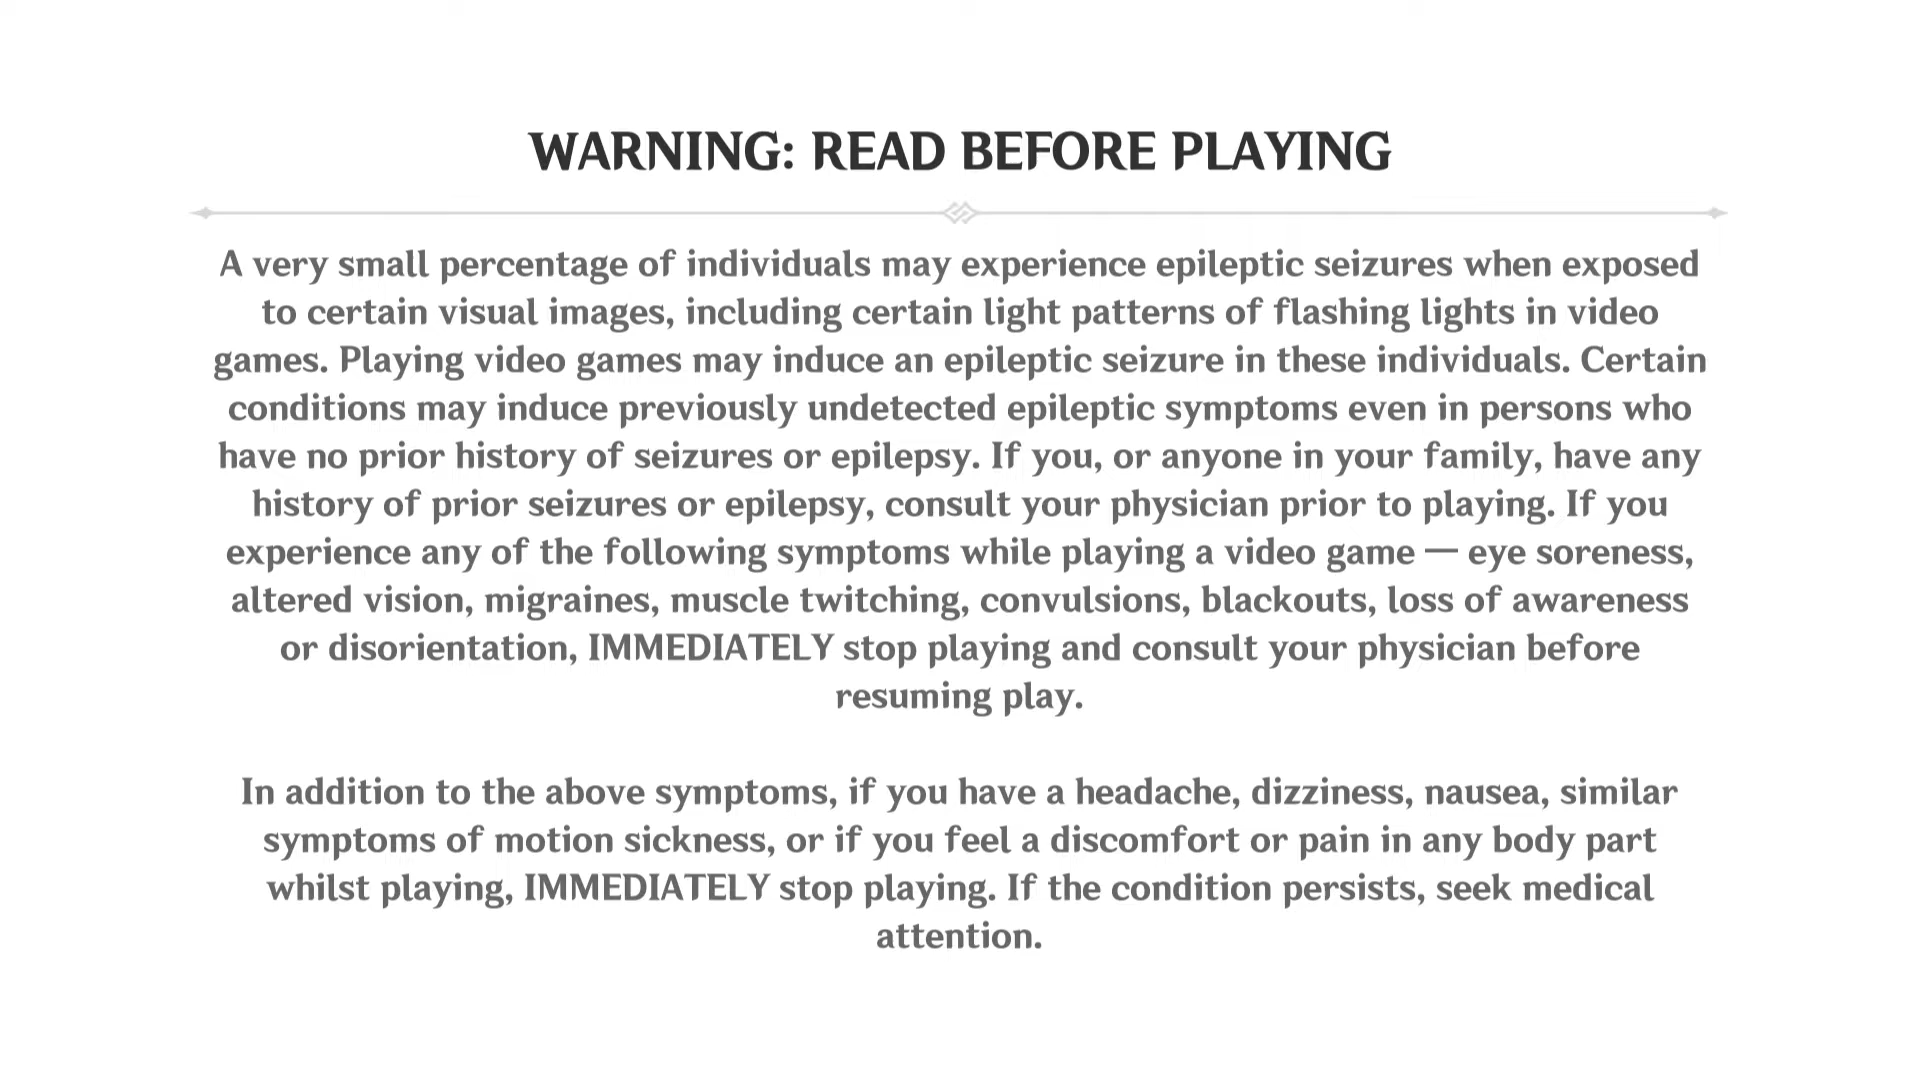 WARNING: READ BEFORE PLAYING
A very small percentage of individuals may experience epileptic seizures when exposed
to certain visual images, including certain light patterns of flashing lights in video
games. Playing video games may induce an epileptic seizure in these individuals. Certain
conditions may induce previously undetected epileptic symptoms even in persons who
have no prior history of seizures or epilepsy. If you, or anyone in your family, have any
history of prior seizures or epilepsy, consult your physician prior to playing. If you
experience any of the following symptoms while playing a video game — eye soreness,
altered vision, migraines, muscle twitching, convulsions, blackouts, loss of awareness
or disorientation, IMMEDIATELY stop playing and consult your physician before
resuming play.
In addition to the above symptoms, if you have a headache, dizziness, nausea, similar
symptoms of motion sickness, or if you feel a discomfort or pain in any body part
whilst playing, IMMEDIATELY stop playing. If the condition persists, seek medical
attention.